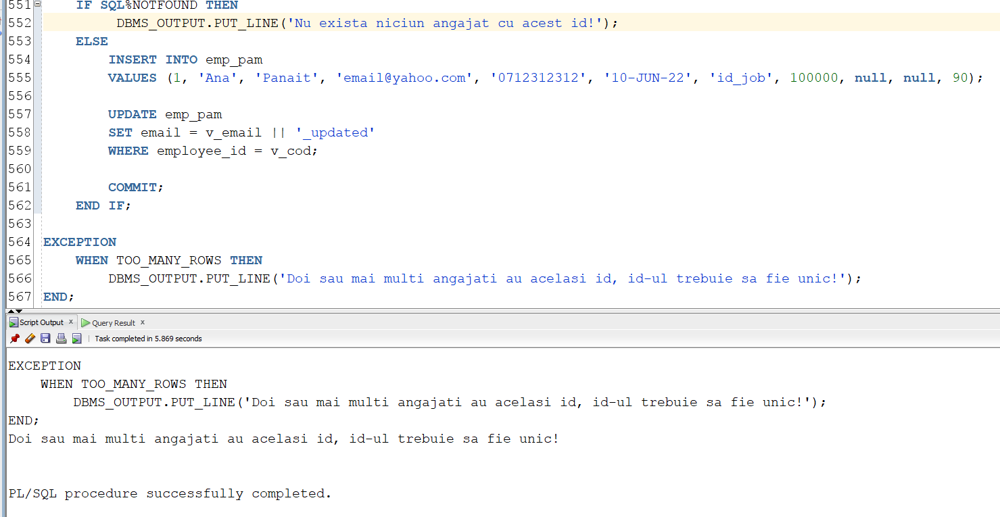 551 IF SQL%NOTFOUND THEN
552 DBMS_OUTPUT.PUT_LINE('Nu exista niciun angajat cu acest id!');
553 ELSE
554 INSERT INTO emp_pam
555 VALUES (1, 'Ana', 'Panait', 'email@yahoo.com', '0712312312', '10-JUN-22', 'id_job', 100000, null, null, 90);
556
557 UPDATE emp_pam
558 SET email = v_email || '_updated'
559 WHERE employee_id = v_cod;
560
561 COMMIT;
562 END IF;
563
564 EXCEPTION
565 WHEN TOO_MANY_ROWS THEN
566 DBMS_OUTPUT.PUT_LINE('Doi sau mai multi angajati au acelasi id, id-ul trebuie sa fie unic!');
567 END;
Script Output x Query Result x
Task completed in 5.869 seconds
EXCEPTION
WHEN TOO_MANY_ROWS THEN
DBMS_OUTPUT.PUT_LINE('Doi sau mai multi angajati au acelasi id, id-ul trebuie sa fie unic!');
END;
Doi sau mai multi angajati au acelasi id, id-ul trebuie sa fie unic!
PL/SQL procedure successfully completed.